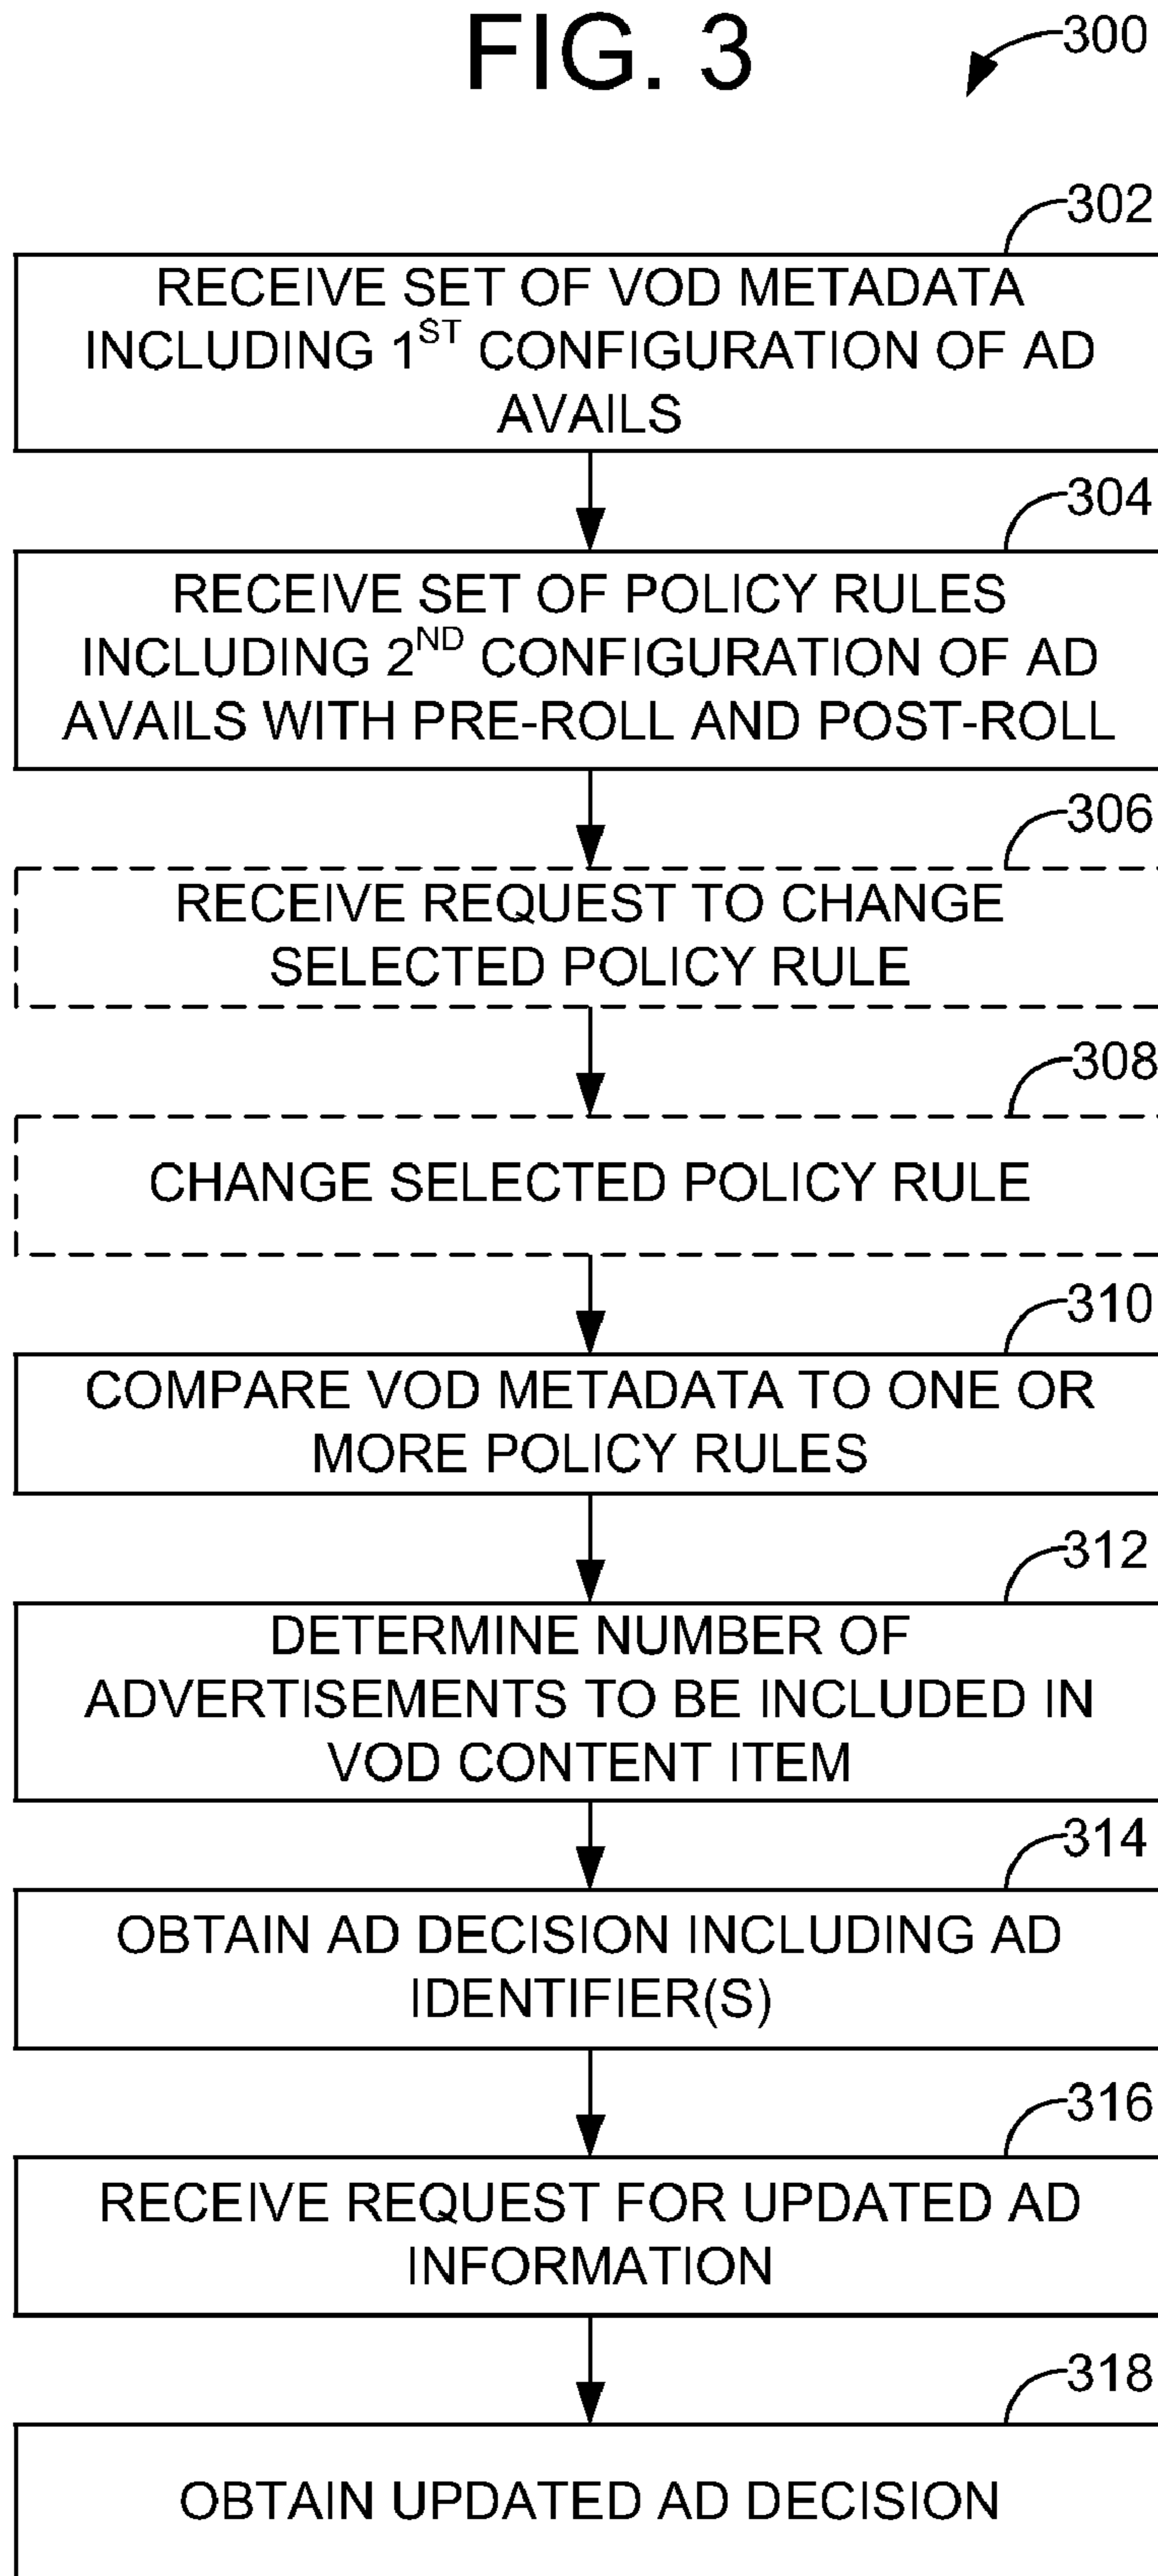 FIG. 3
300
302
RECEIVE SET OF VOD METADATA
INCLUDING 1ST CONFIGURATION OF AD
AVAILS
304
RECEIVE SET OF POLICY RULES
INCLUDING 2ND CONFIGURATION OF AD
AVAILS WITH PRE-ROLL AND POST-ROLL
306
RECEIVE REQUEST TO CHANGE
SELECTED POLICY RULE
308
CHANGE SELECTED POLICY RULE
310
COMPARE VOD METADATA TO ONE OR
MORE POLICY RULES
312
DETERMINE NUMBER OF
ADVERTISEMENTS TO BE INCLUDED IN
VOD CONTENT ITEM
314
OBTAIN AD DECISION INCLUDING AD
IDENTIFIER(S)
316
RECEIVE REQUEST FOR UPDATED AD
INFORMATION
318
OBTAIN UPDATED AD DECISION